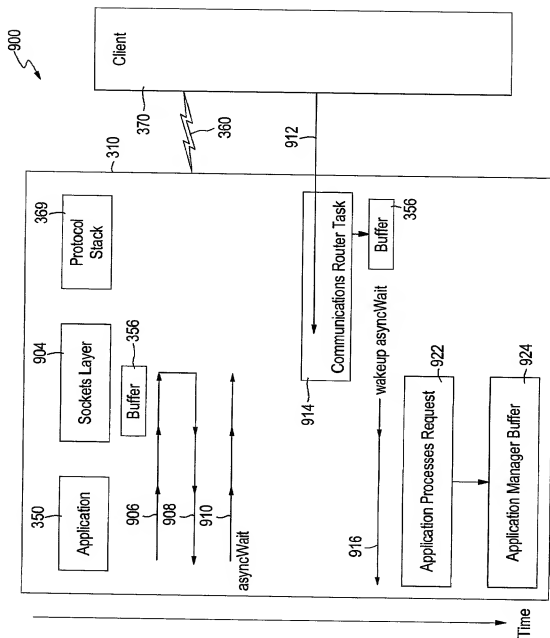 900
Client
370
360
912
310
369
Protocol
Stack
904
Sockets Layer
356
Buffer
350
Application
906
908
910
asyncWait
914
Communications Router Task
356
Buffer
wakeup asyncWait
916
922
Application Processes Request
924
Application Manager Buffer
Time